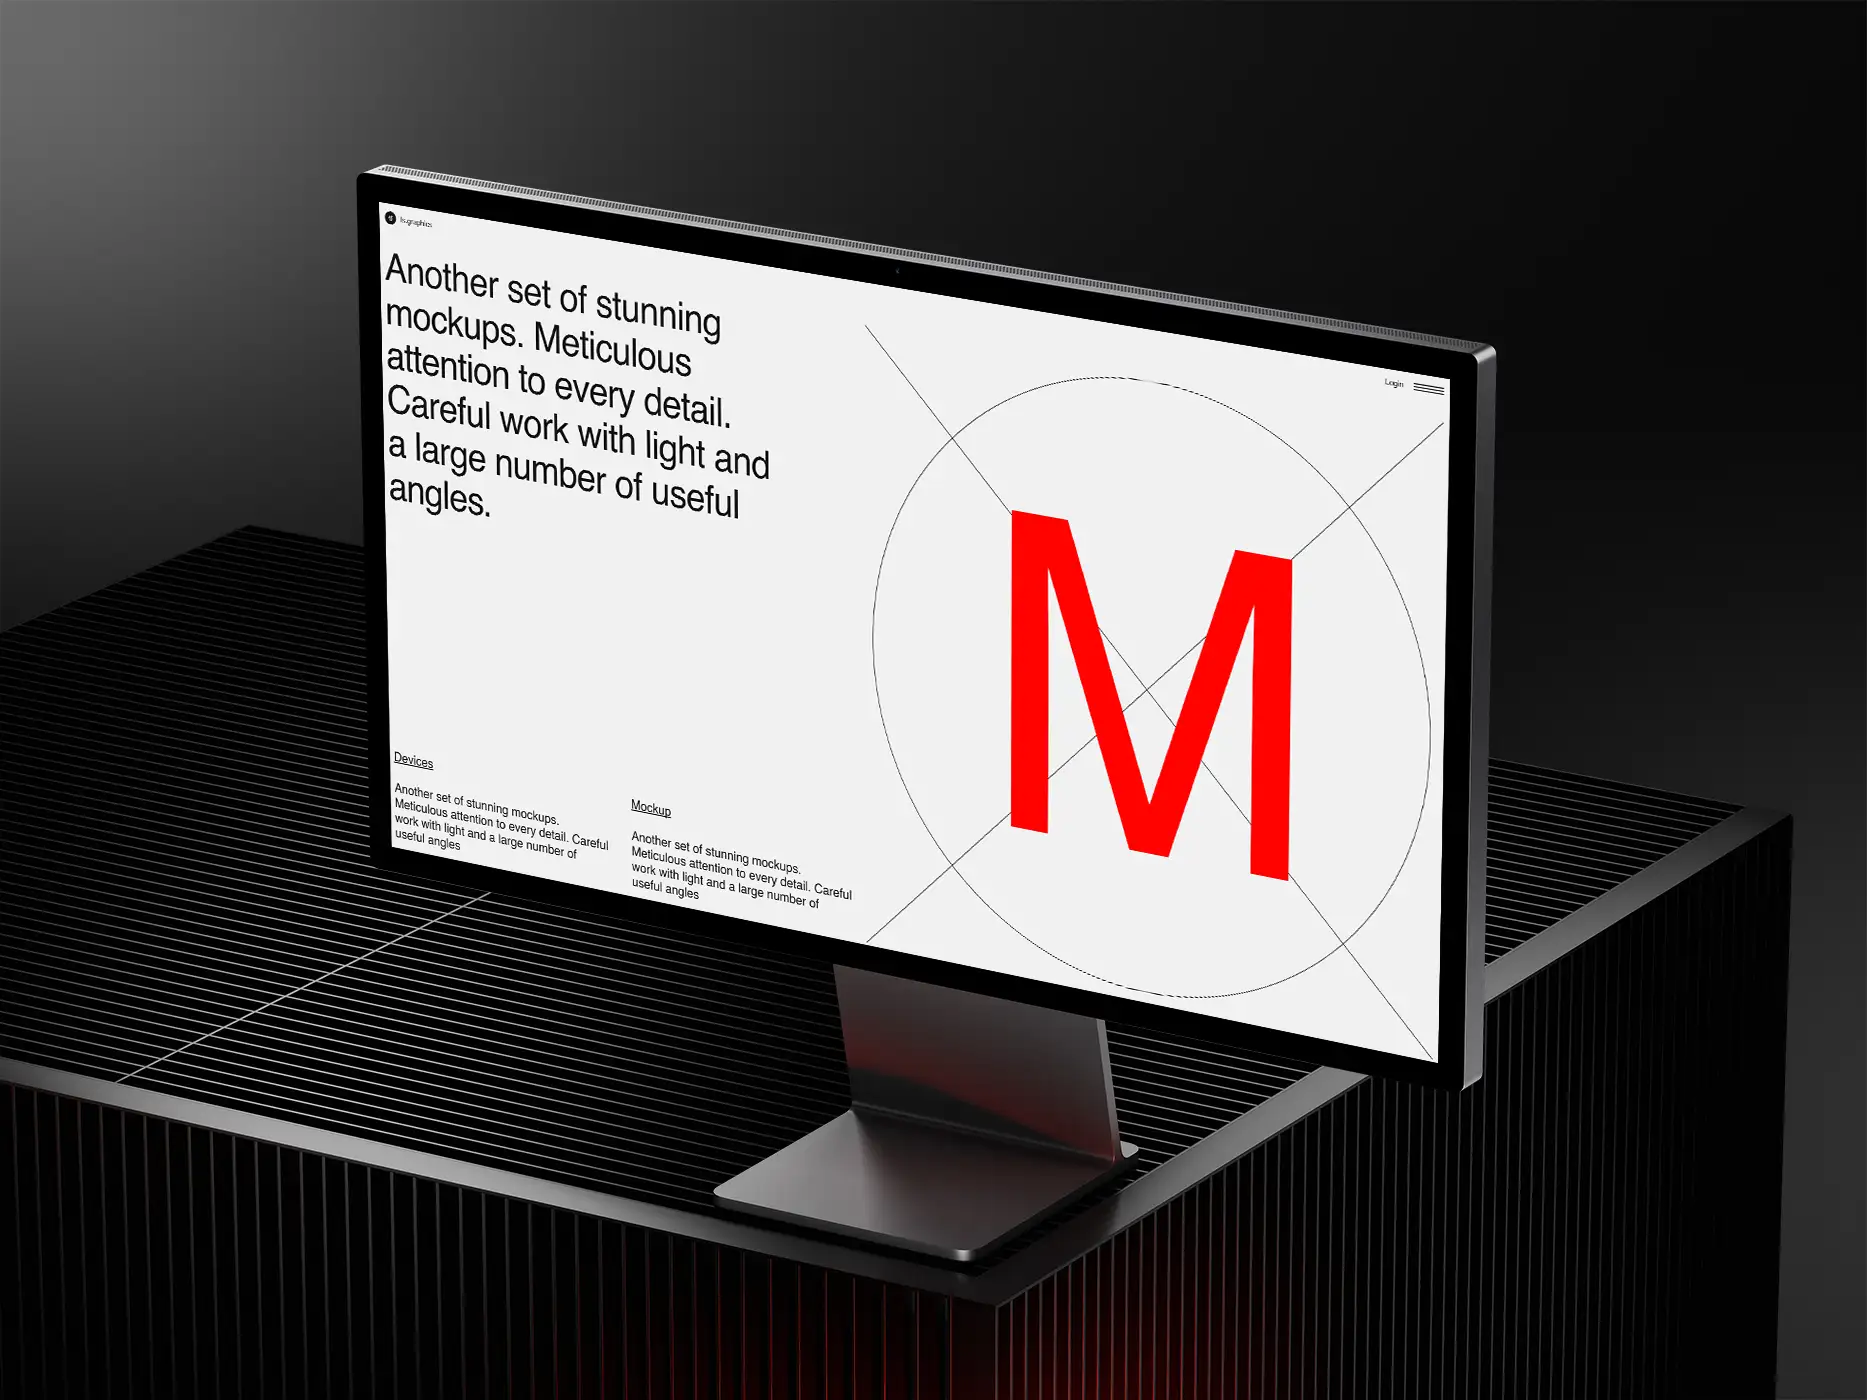 ls.graphics
Login
Another set of stunning
mockups. Meticulous
attention to every detail.
Careful work with light and
a large number of useful
angles.
M
Devices
Another set of stunning mockups.
Meticulous attention to every detail. Careful
work with light and a large number of
useful angles
Mockup
Another set of stunning mockups.
Meticulous attention to every detail. Careful
work with light and a large number of
useful angles